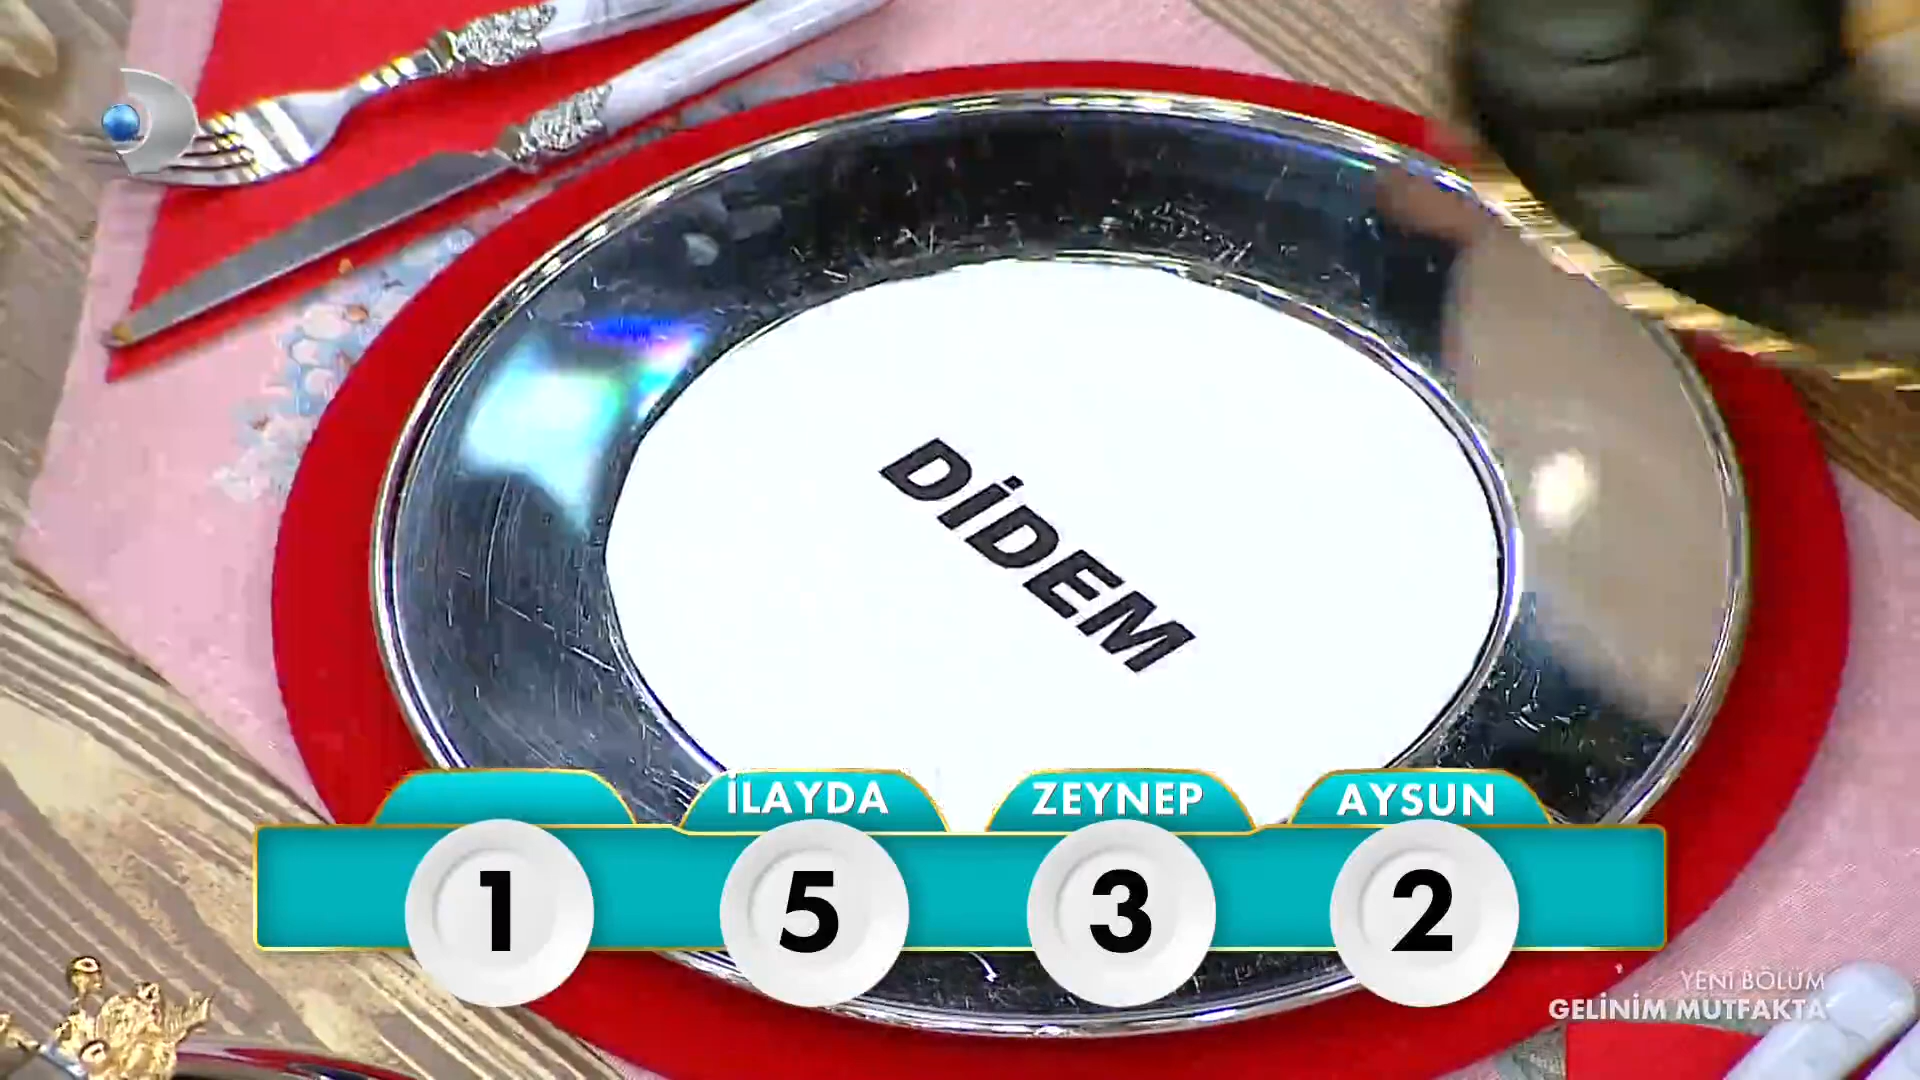 DİDEM
İLAYDA ZEYNEP AYSUN
1 5 3 2
YENİ BÖLÜM
GELİNİM MUTFAKTA